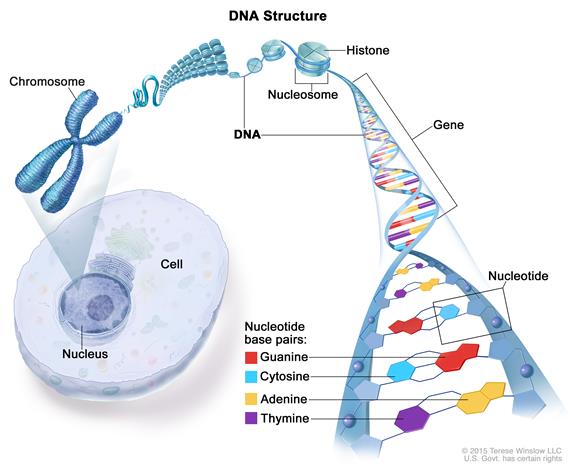 DNA Structure
Histone
Chromosome
Nucleosome
Gene
DNA
Cell
Nucleotide
Nucleus
Nucleotide
base pairs:
Guanine
Cytosine
Adenine
Thymine
© 2015 Terese Winslow LLC
U.S. Govt. has certain rights